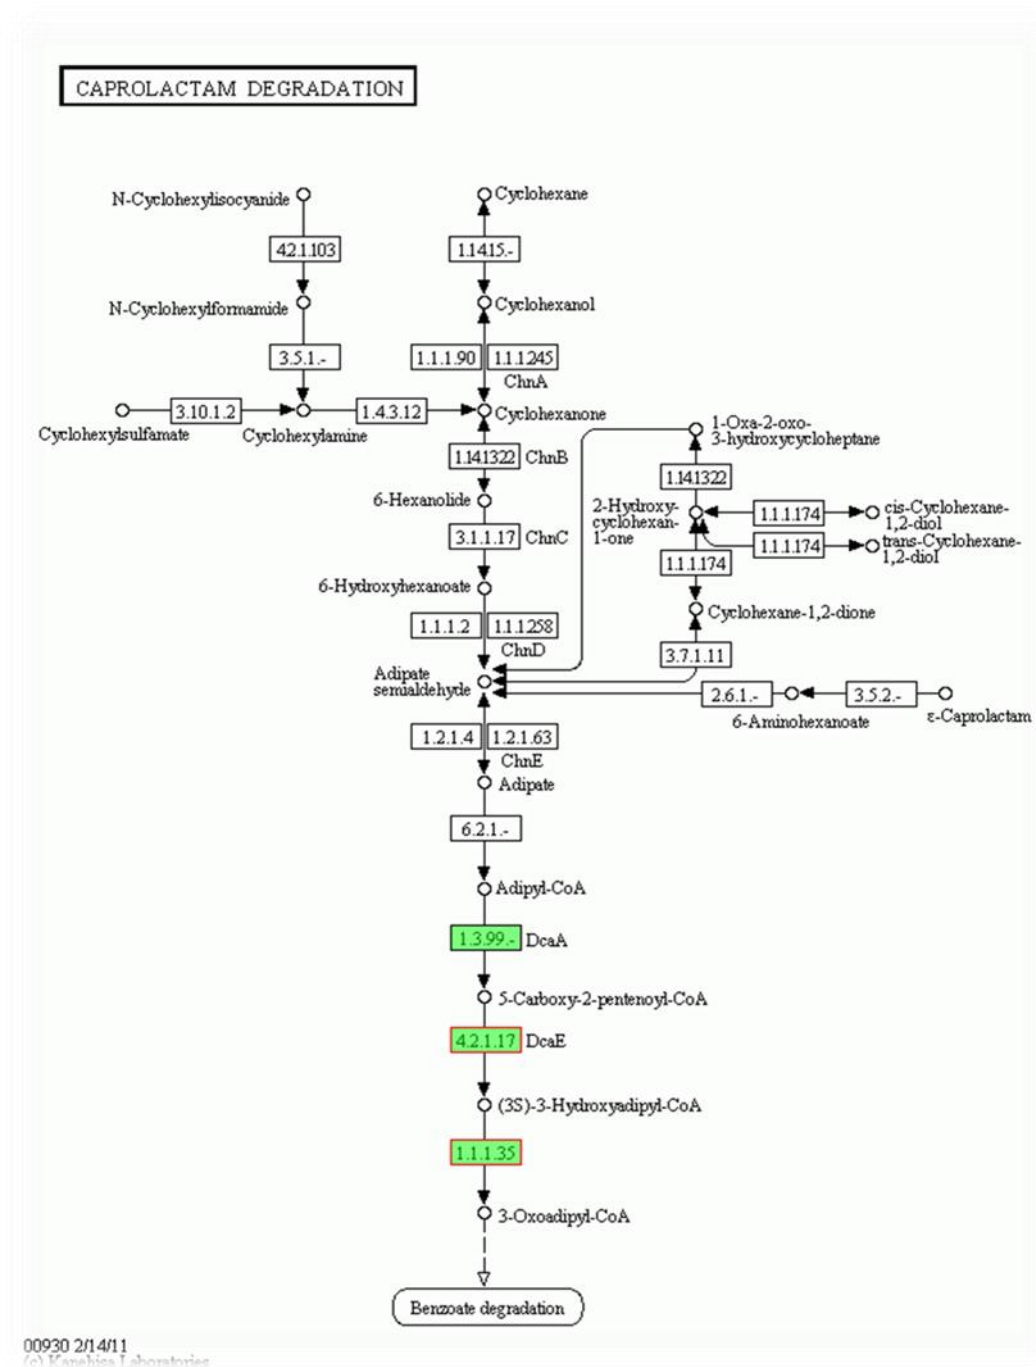 CAPROLACTAM DEGRADATION
N-Cyclohexylisocyanide
Cyclohexane
4.2.1.103
1.14.15.-
N-Cyclohexylformamide
Cyclohexanol
3.5.1.-
1.1.1.90
1.1.1.245
ChnA
3.10.1.2
1.4.3.12
Cyclohexanone
Cyclohexylsulfamate
Cyclohexylamine
1.14.13.22
ChnB
6-Hexanolide
3.1.1.17
ChnC
6-Hydroxyhexanoate
1.1.1.2
1.1.1.258
ChnD
Adipate
semialdehyde
1-Oxa-2-oxo-
3-hydroxycycloheptane
1.14.13.22
2-Hydroxy-
cyclohexan-
1-one
1.1.1.174
cis-Cyclohexane-
1,2-diol
1.1.1.174
trans-Cyclohexane-
1,2-diol
1.1.1.174
Cyclohexane-1,2-dione
3.7.1.11
2.6.1.-
3.5.2.-
6-Aminohexanoate
ε-Caprolactam
1.2.1.4
1.2.1.63
ChnE
Adipate
6.2.1.-
Adipyl-CoA
1.3.99.-
DcaA
5-Carboxy-2-pentenoyl-CoA
4.2.1.17
DcaE
(3S)-3-Hydroxyadipyl-CoA
1.1.1.35
3-Oxoadipyl-CoA
Benzoate degradation
00930 2/14/11
(c) Kanehisa Laboratories